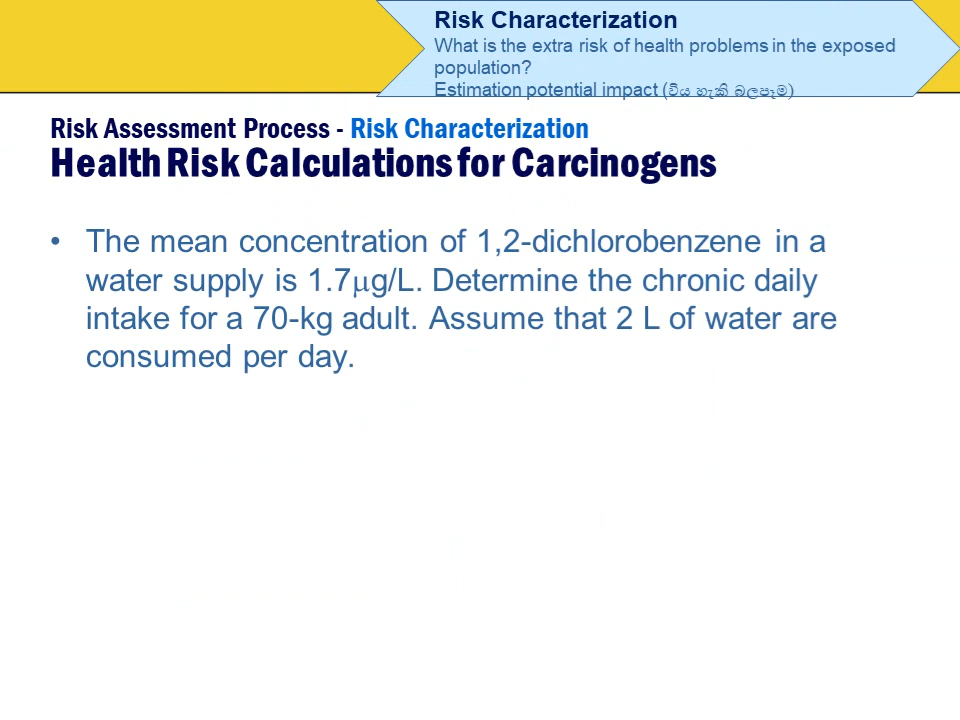 Risk Characterization
What is the extra risk of health problems in the exposed
population?
Estimation potential impact (විය හැකි බලපෑම)
Risk Assessment Process - Risk Characterization
Health Risk Calculations for Carcinogens
• The mean concentration of 1,2-dichlorobenzene in a
water supply is 1.7μg/L. Determine the chronic daily
intake for a 70-kg adult. Assume that 2 L of water are
consumed per day.